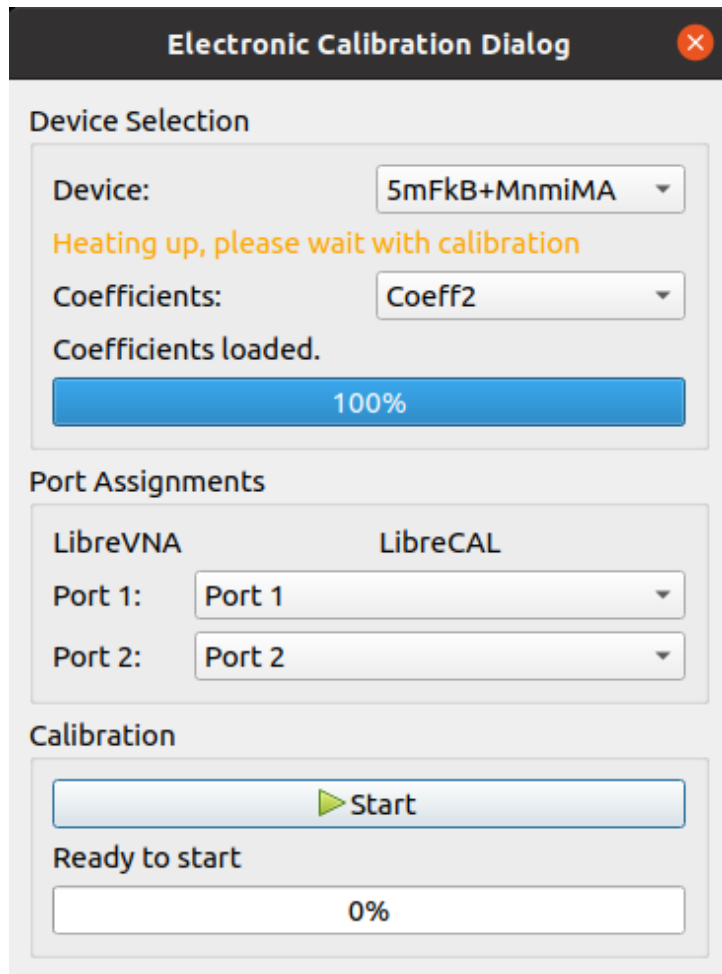 Electronic Calibration Dialog
Device Selection
Device: 5mFkB+MnmiMA
Heating up, please wait with calibration
Coefficients: Coeff2
Coefficients loaded.
100%
Port Assignments
LibreVNA LibreCAL
Port 1: Port 1
Port 2: Port 2
Calibration
Start
Ready to start
0%